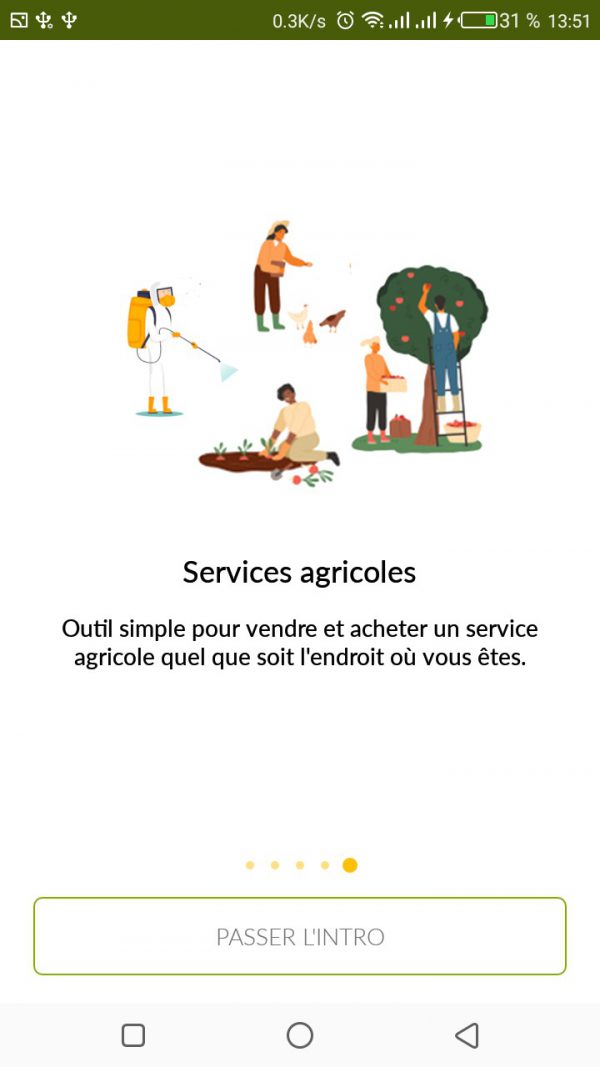 0.3K/s 31 % 13:51
Services agricoles
Outil simple pour vendre et acheter un service
agricole quel que soit l'endroit où vous êtes.
PASSER L'INTRO